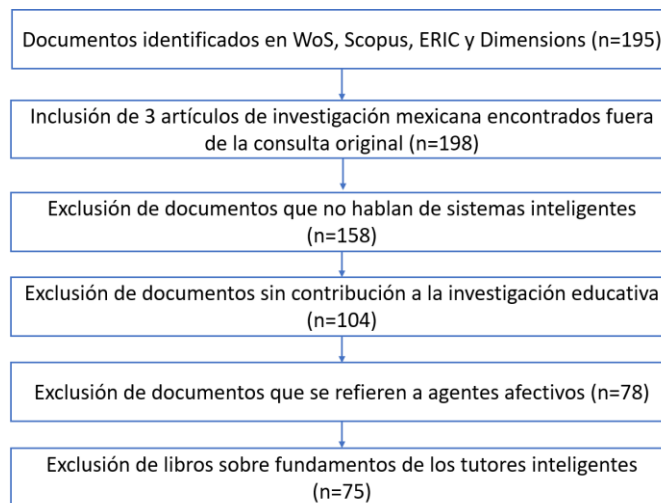 Documentos identificados en WoS, Scopus, ERIC y Dimensions (n=195)
Inclusión de 3 artículos de investigación mexicana encontrados fuera
de la consulta original (n=198)
Exclusión de documentos que no hablan de sistemas inteligentes
(n=158)
Exclusión de documentos sin contribución a la investigación educativa
(n=104)
Exclusión de documentos que se refieren a agentes afectivos (n=78)
Exclusión de libros sobre fundamentos de los tutores inteligentes
(n=75)